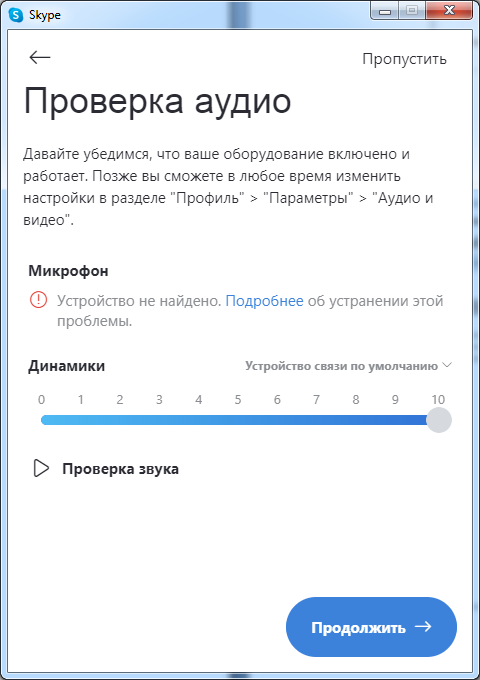 Skype
Пропустить
Проверка аудио
Давайте убедимся, что ваше оборудование включено и
работает. Позже вы сможете в любое время изменить
настройки в разделе "Профиль" > "Параметры" > "Аудио и
видео".
Микрофон
Устройство не найдено. Подробнее об устранении этой
проблемы.
Динамики Устройство связи по умолчанию
0 1 2 3 4 5 6 7 8 9 10
Проверка звука
Продолжить